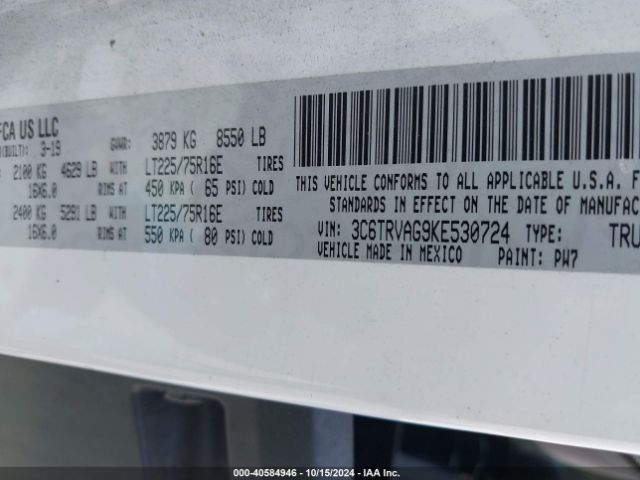 FCA US LLC
3-19
GVWR: 3879 KG 8550 LB
2100 KG 4629 LB WITH LT225/75R16E TIRES
16X6.0 RIMS AT 450 KPA ( 65 PSI) COLD
2400 KG 5291 LB WITH LT225/75R16E TIRES
16X6.0 RIMS AT 550 KPA ( 80 PSI) COLD
THIS VEHICLE CONFORMS TO ALL APPLICABLE U.S.A.
STANDARDS IN EFFECT ON THE DATE OF
VIN: 3C6TRVAG9KE530724 TYPE:
VEHICLE MADE IN MEXICO PAINT: PW7
000-40584946 - 10/15/2024 - IAA Inc.